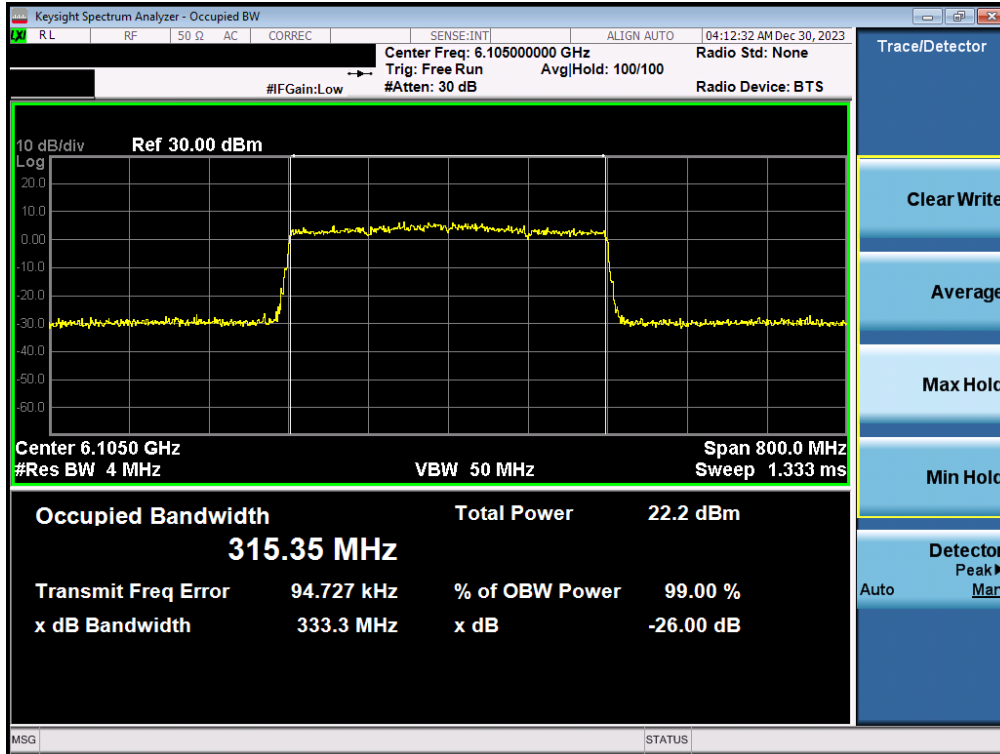 Keysight Spectrum Analyzer - Occupied BW
LXI RL RF 50 Ω AC CORREC SENSE:INT ALIGN AUTO 04:12:32 AM Dec 30, 2023
Center Freq: 6.105000000 GHz Radio Std: None
Trig: Free Run Avg|Hold: 100/100
#IFGain:Low #Atten: 30 dB Radio Device: BTS
10 dB/div Ref 30.00 dBm
Log
20.0
10.0
0.00
-10.0
-20.0
-30.0
-40.0
-50.0
-60.0
Center 6.1050 GHz Span 800.0 MHz
#Res BW 4 MHz VBW 50 MHz Sweep 1.333 ms
Occupied Bandwidth Total Power 22.2 dBm
315.35 MHz
Transmit Freq Error 94.727 kHz % of OBW Power 99.00 %
x dB Bandwidth 333.3 MHz x dB -26.00 dB
MSG STATUS
Trace/Detector
Clear Write
Average
Max Hold
Min Hold
Detector
Peak▶
Auto Man